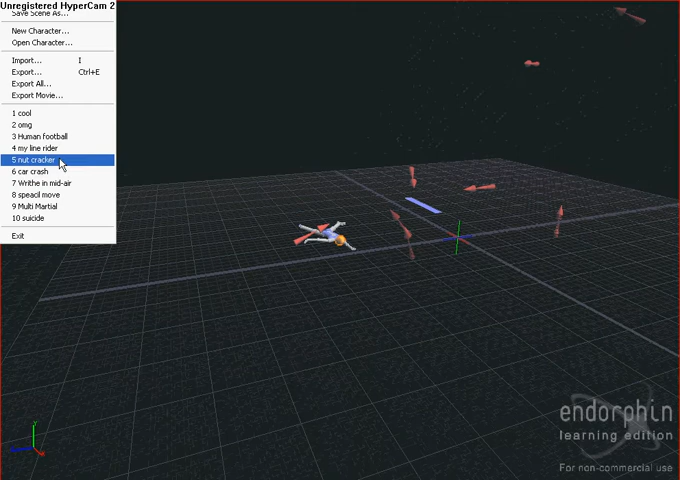 Unregistered HyperCam 2
Save Scene As...
New Character...
Open Character...
Import... I
Export... Ctrl+E
Export All...
Export Movie...
1 cool
2 omg
3 Human football
4 my line rider
5 nut cracker
6 car crash
7 Writhe in mid-air
8 speacil move
9 Multi Martial
10 suicide
Exit
endorphin
learning edition
For non-commercial use
Y